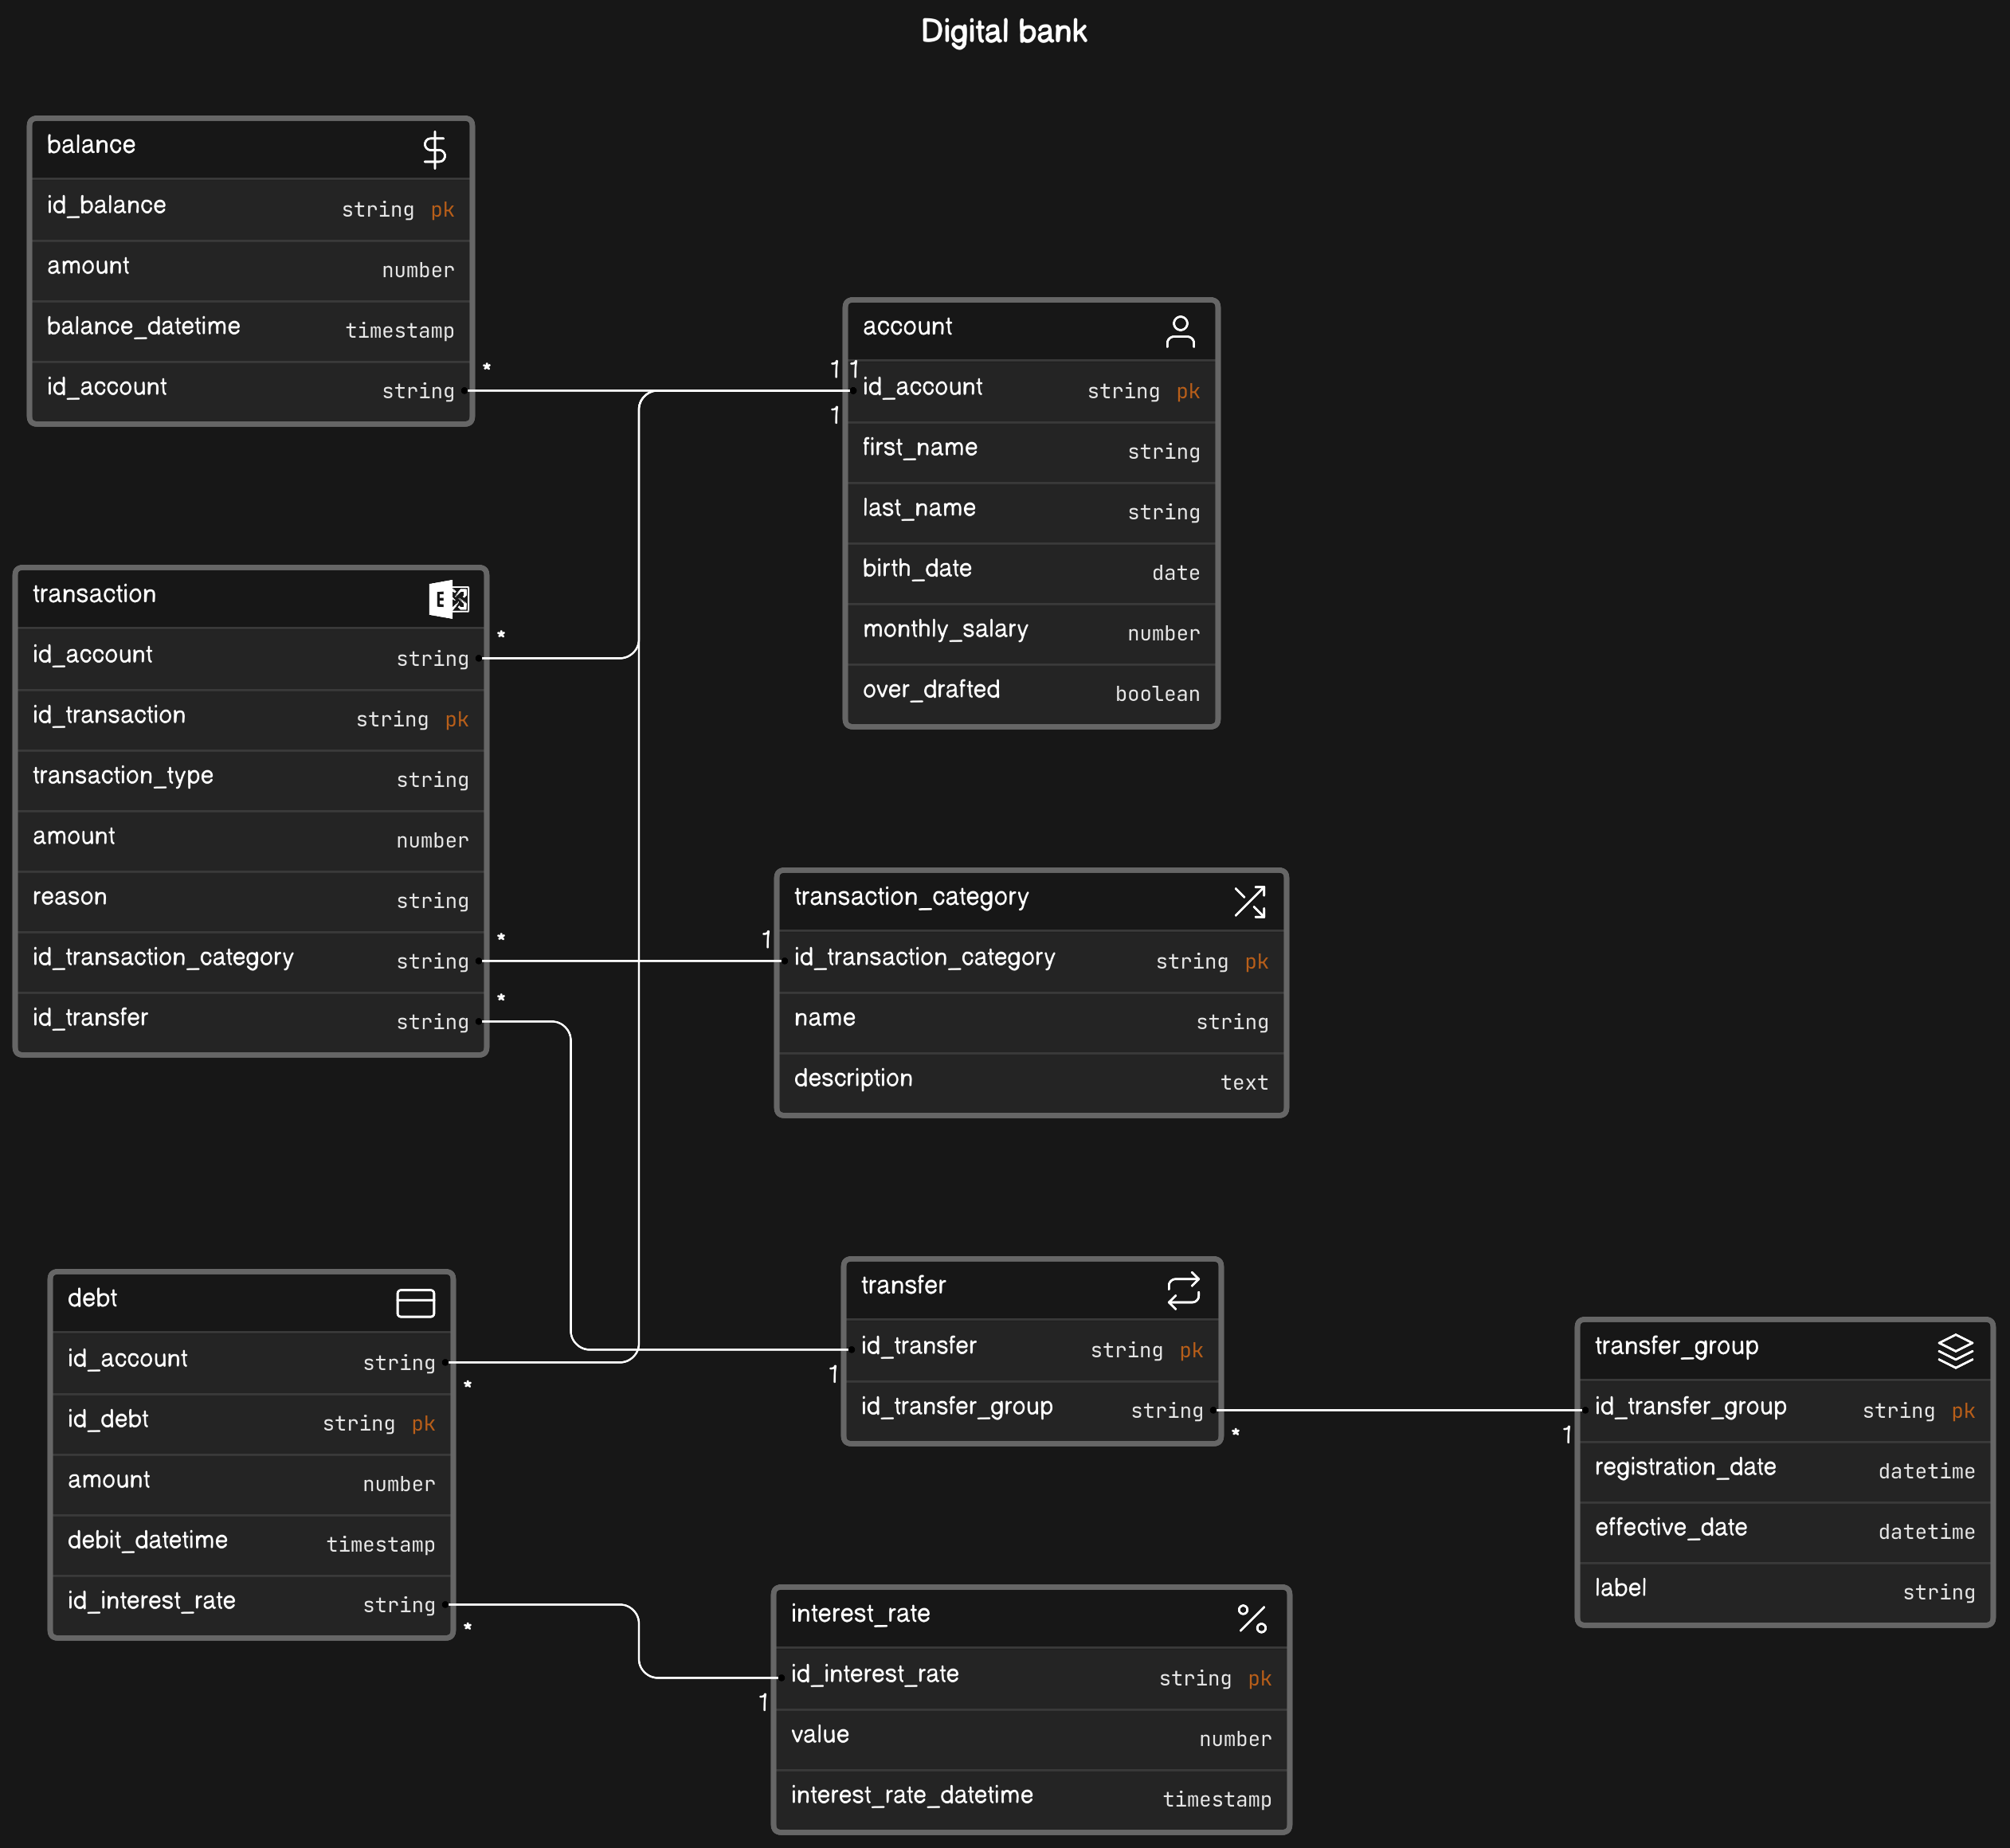 Digital bank
balance
id_balance string pk
amount number
balance_datetime timestamp
id_account string
*
1 1
1
account
id_account string pk
first_name string
last_name string
birth_date date
monthly_salary number
over_drafted boolean
transaction
E
id_account string
*
id_transaction string pk
transaction_type string
amount number
reason string
id_transaction_category string
*
id_transfer string
*
transaction_category
1
id_transaction_category string pk
name string
description text
debt
id_account string
*
id_debt string pk
amount number
debit_datetime timestamp
id_interest_rate string
*
transfer
id_transfer string pk
1
id_transfer_group string
*
transfer_group
id_transfer_group string pk
1
registration_date datetime
effective_date datetime
label string
interest_rate
id_interest_rate string pk
1
value number
interest_rate_datetime timestamp